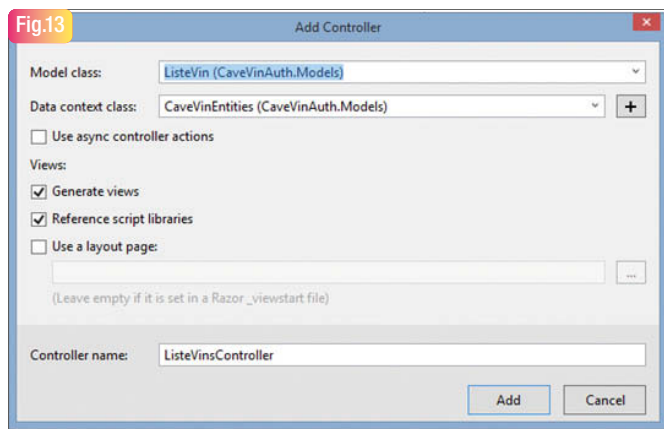 Fig.13
Add Controller
Model class: ListeVin (CaveVinAuth.Models)
Data context class: CaveVinEntities (CaveVinAuth.Models) +
Use async controller actions
Views:
Generate views
Reference script libraries
Use a layout page:
...
(Leave empty if it is set in a Razor _viewstart file)
Controller name: ListeVinsController
Add Cancel